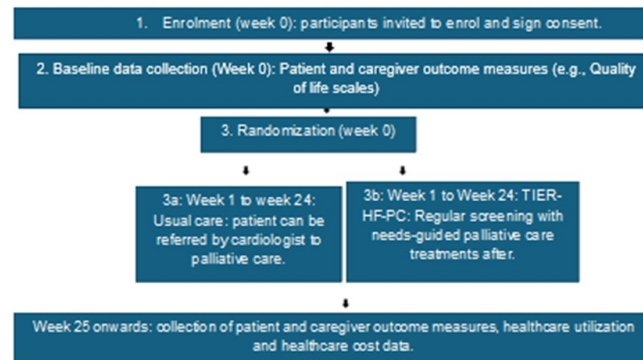 1. Enrolment (week 0): participants invited to enrol and sign consent.
2. Baseline data collection (Week 0): Patient and caregiver outcome measures (e.g., Quality
of life scales)
3. Randomization (week 0)
3a: Week 1 to week 24:
Usual care: patient can be
referred by cardiologist to
palliative care.
3b: Week 1 to Week 24: TIER-
HF-PC: Regular screening with
needs-guided palliative care
treatments after.
Week 25 onwards: collection of patient and caregiver outcome measures, healthcare utilization
and healthcare cost data.